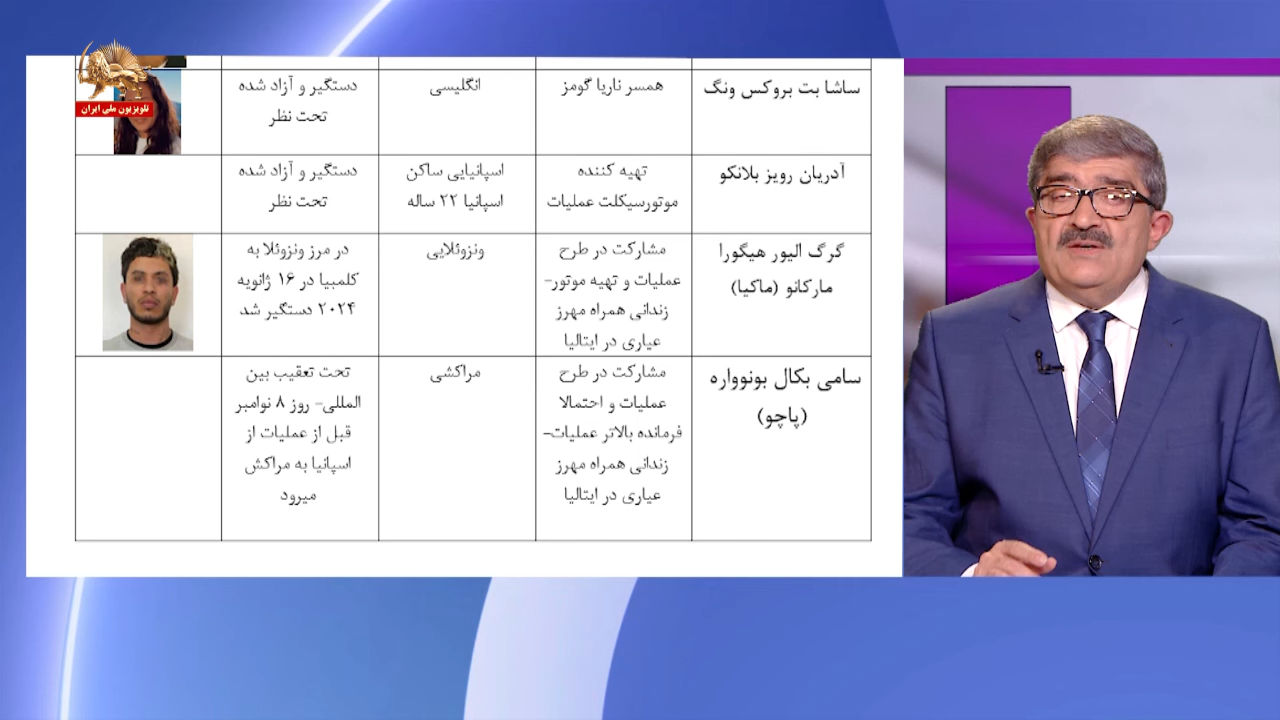 تلویزیون ملی ایران
ساشا بت بروکس ونگ
همسر ناریا گومز
انگلیسی
دستگیر و آزاد شده
تحت نظر
آدریان رویز بلانکو
تهیه کننده
موتورسیکلت عملیات
اسپانیایی ساکن
اسپانیا ۲۲ ساله
دستگیر و آزاد شده
تحت نظر
گرگ الیور هیگورا
مارکانو (ماکیا)
مشارکت در طرح
عملیات و تهیه موتور-
زندانی همراه مهرز
عیاری در ایتالیا
ونزوئلایی
در مرز ونزوئلا به
کلمبیا در ۱۶ ژانویه
۲۰۲۴ دستگیر شد
سامی بکال بونوواره
(پاچو)
مشارکت در طرح
عملیات و احتمالا
فرمانده بالاتر عملیات-
زندانی همراه مهرز
عیاری در ایتالیا
مراکشی
تحت تعقیب بین
المللی- روز ۸ نوامبر
قبل از عملیات از
اسپانیا به مراکش
میرود